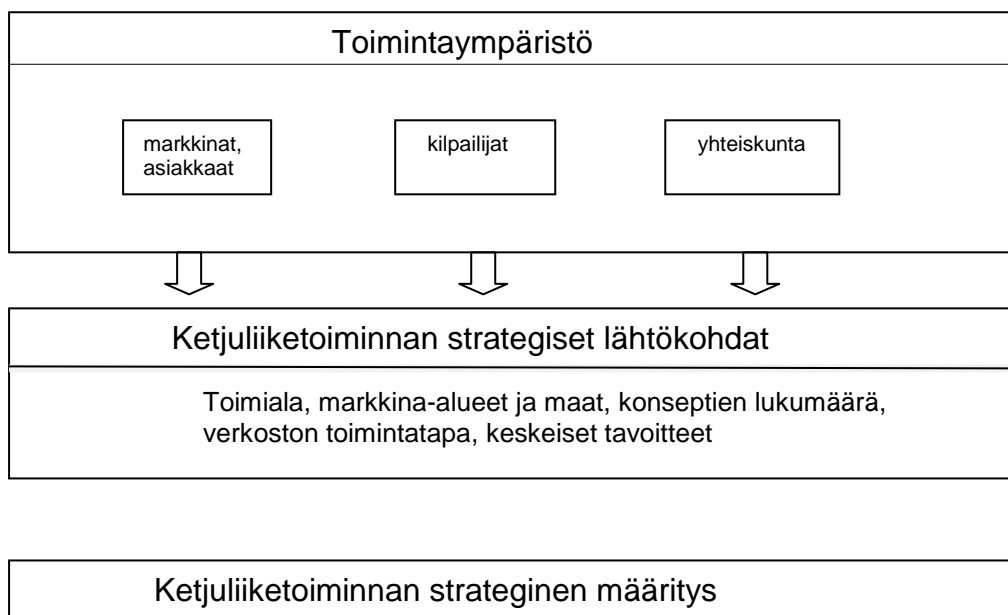 Toimintaympäristö
markkinat,
asiakkaat
kilpailijat
yhteiskunta
Ketjuliiketoiminnan strategiset lähtökohdat
Toimiala, markkina-alueet ja maat, konseptien lukumäärä,
verkoston toimintatapa, keskeiset tavoitteet
Ketjuliiketoiminnan strateginen määritys